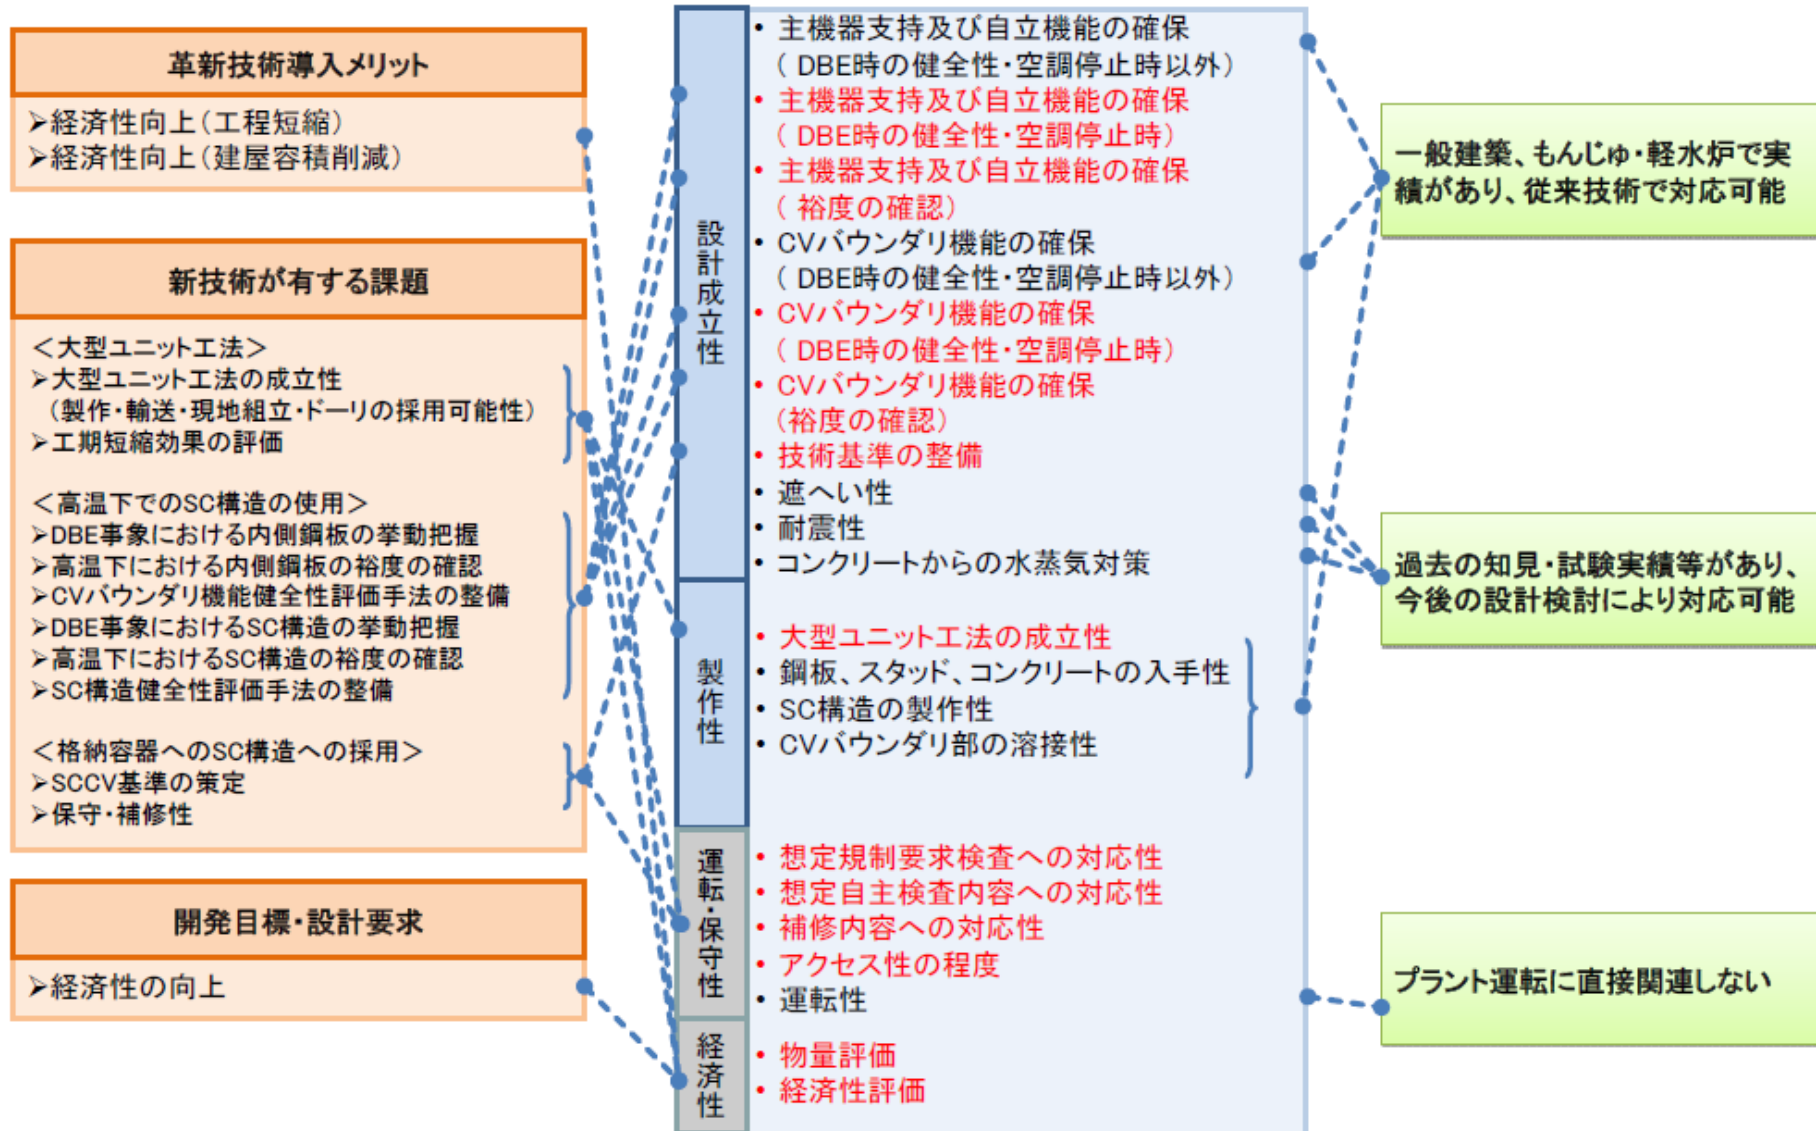 革新技術導入メリット
➢経済性向上(工程短縮)
➢経済性向上(建屋容積削減)
新技術が有する課題
<大型ユニット工法>
➢大型ユニット工法の成立性
(製作・輸送・現地組立・ドーリの採用可能性)
➢工期短縮効果の評価
<高温下でのSC構造の使用>
➢DBE事象における内側鋼板の挙動把握
➢高温下における内側鋼板の裕度の確認
➢CVバウンダリ機能健全性評価手法の整備
➢DBE事象におけるSC構造の挙動把握
➢高温下におけるSC構造の裕度の確認
➢SC構造健全性評価手法の整備
<格納容器へのSC構造への採用>
➢SCCV基準の策定
➢保守・補修性
開発目標・設計要求
➢経済性の向上
設計成立性
• 主機器支持及び自立機能の確保
( DBE時の健全性・空調停止時以外)
• 主機器支持及び自立機能の確保
( DBE時の健全性・空調停止時)
• 主機器支持及び自立機能の確保
( 裕度の確認)
• CVバウンダリ機能の確保
( DBE時の健全性・空調停止時以外)
• CVバウンダリ機能の確保
( DBE時の健全性・空調停止時)
• CVバウンダリ機能の確保
(裕度の確認)
• 技術基準の整備
• 遮へい性
• 耐震性
• コンクリートからの水蒸気対策
製作性
• 大型ユニット工法の成立性
• 鋼板、スタッド、コンクリートの入手性
• SC構造の製作性
• CVバウンダリ部の溶接性
運転・保守性
• 想定規制要求検査への対応性
• 想定自主検査内容への対応性
• 補修内容への対応性
• アクセス性の程度
• 運転性
経済性
• 物量評価
• 経済性評価
一般建築、もんじゅ・軽水炉で実
績があり、従来技術で対応可能
過去の知見・試験実績等があり、
今後の設計検討により対応可能
プラント運転に直接関連しない